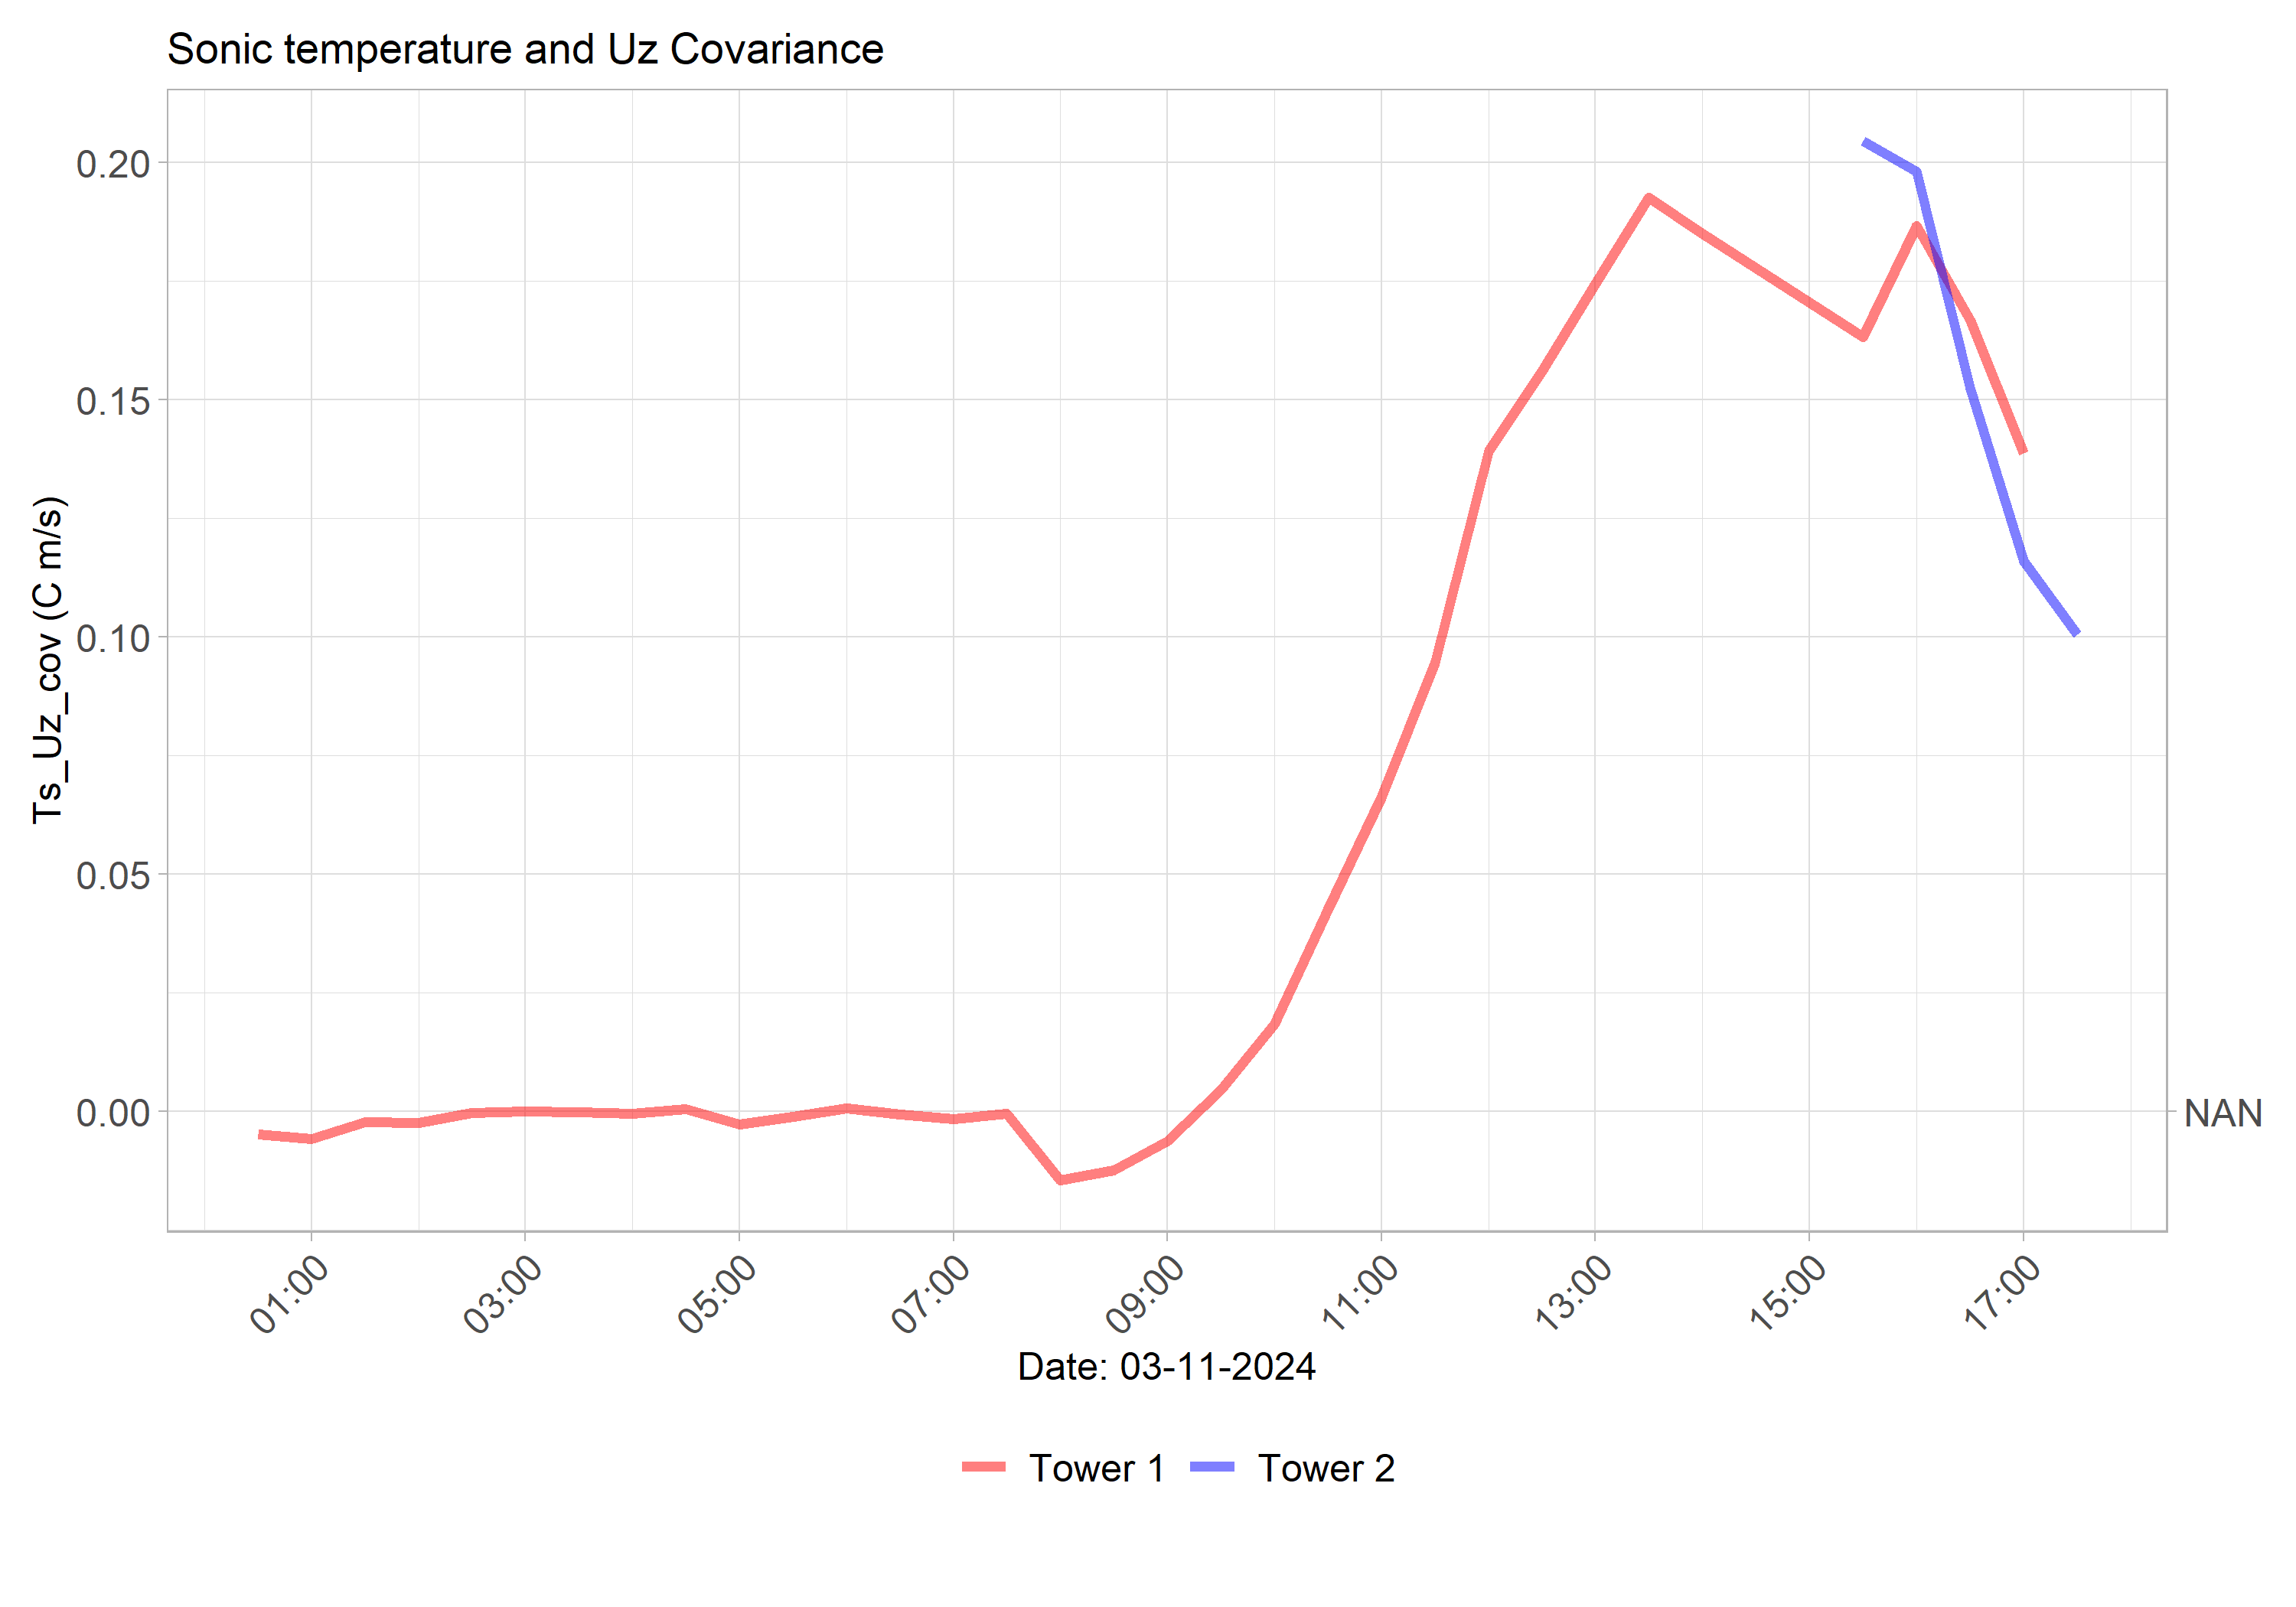 Sonic temperature and Uz Covariance
Ts_Uz_cov (C m/s)
0.20
0.15
0.10
0.05
0.00
NAN
01:00 03:00 05:00 07:00 09:00 11:00 13:00 15:00 17:00
Date: 03-11-2024
Tower 1 Tower 2